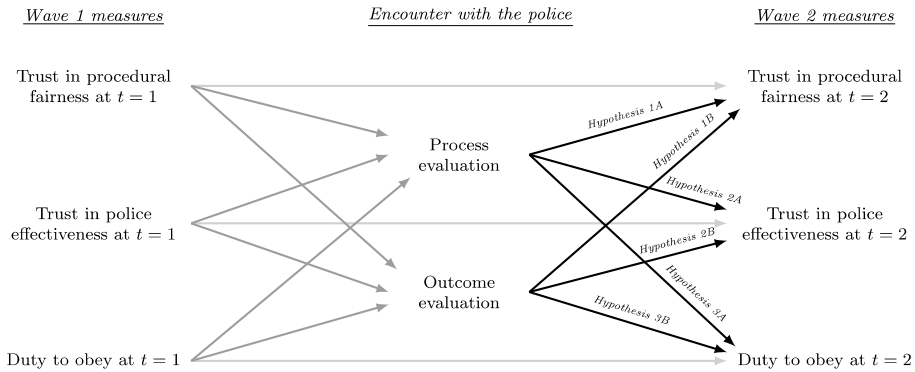 Wave 1 measures
Encounter with the police
Wave 2 measures
Trust in procedural
fairness at t = 1
Trust in procedural
fairness at t = 2
Hypothesis 1A
Hypothesis 1B
Process
evaluation
Hypothesis 2A
Trust in police
effectiveness at t = 1
Trust in police
effectiveness at t = 2
Hypothesis 2B
Outcome
evaluation
Hypothesis 3A
Hypothesis 3B
Duty to obey at t = 1
Duty to obey at t = 2